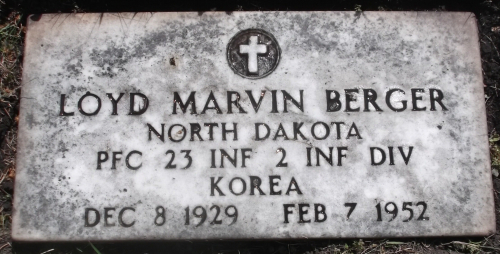 LOYD MARVIN BERGER
NORTH DAKOTA
PFC 23 INF 2 INF DIV
KOREA
DEC 8 1929 FEB 7 1952